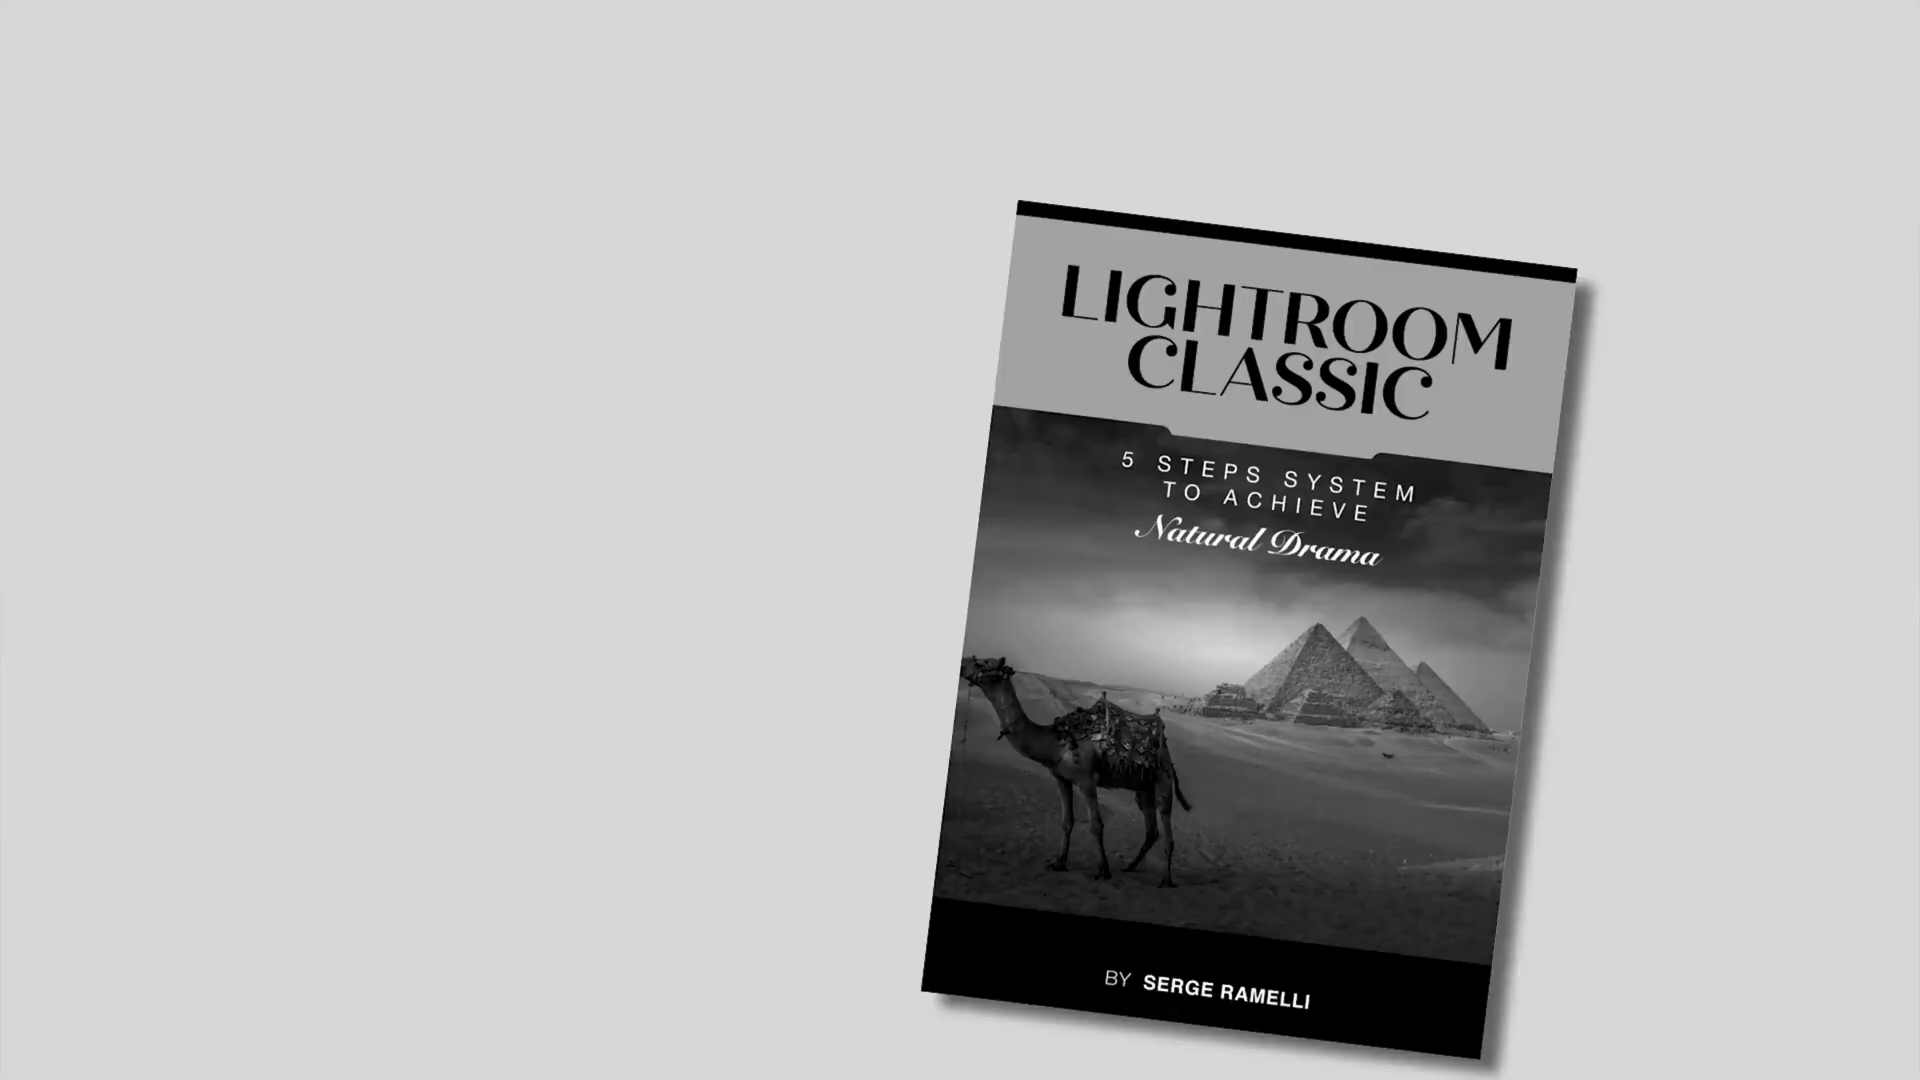 LIGHTROOM
CLASSIC
5 STEPS SYSTEM
TO ACHIEVE
Natural Drama
BY SERGE RAMELLI